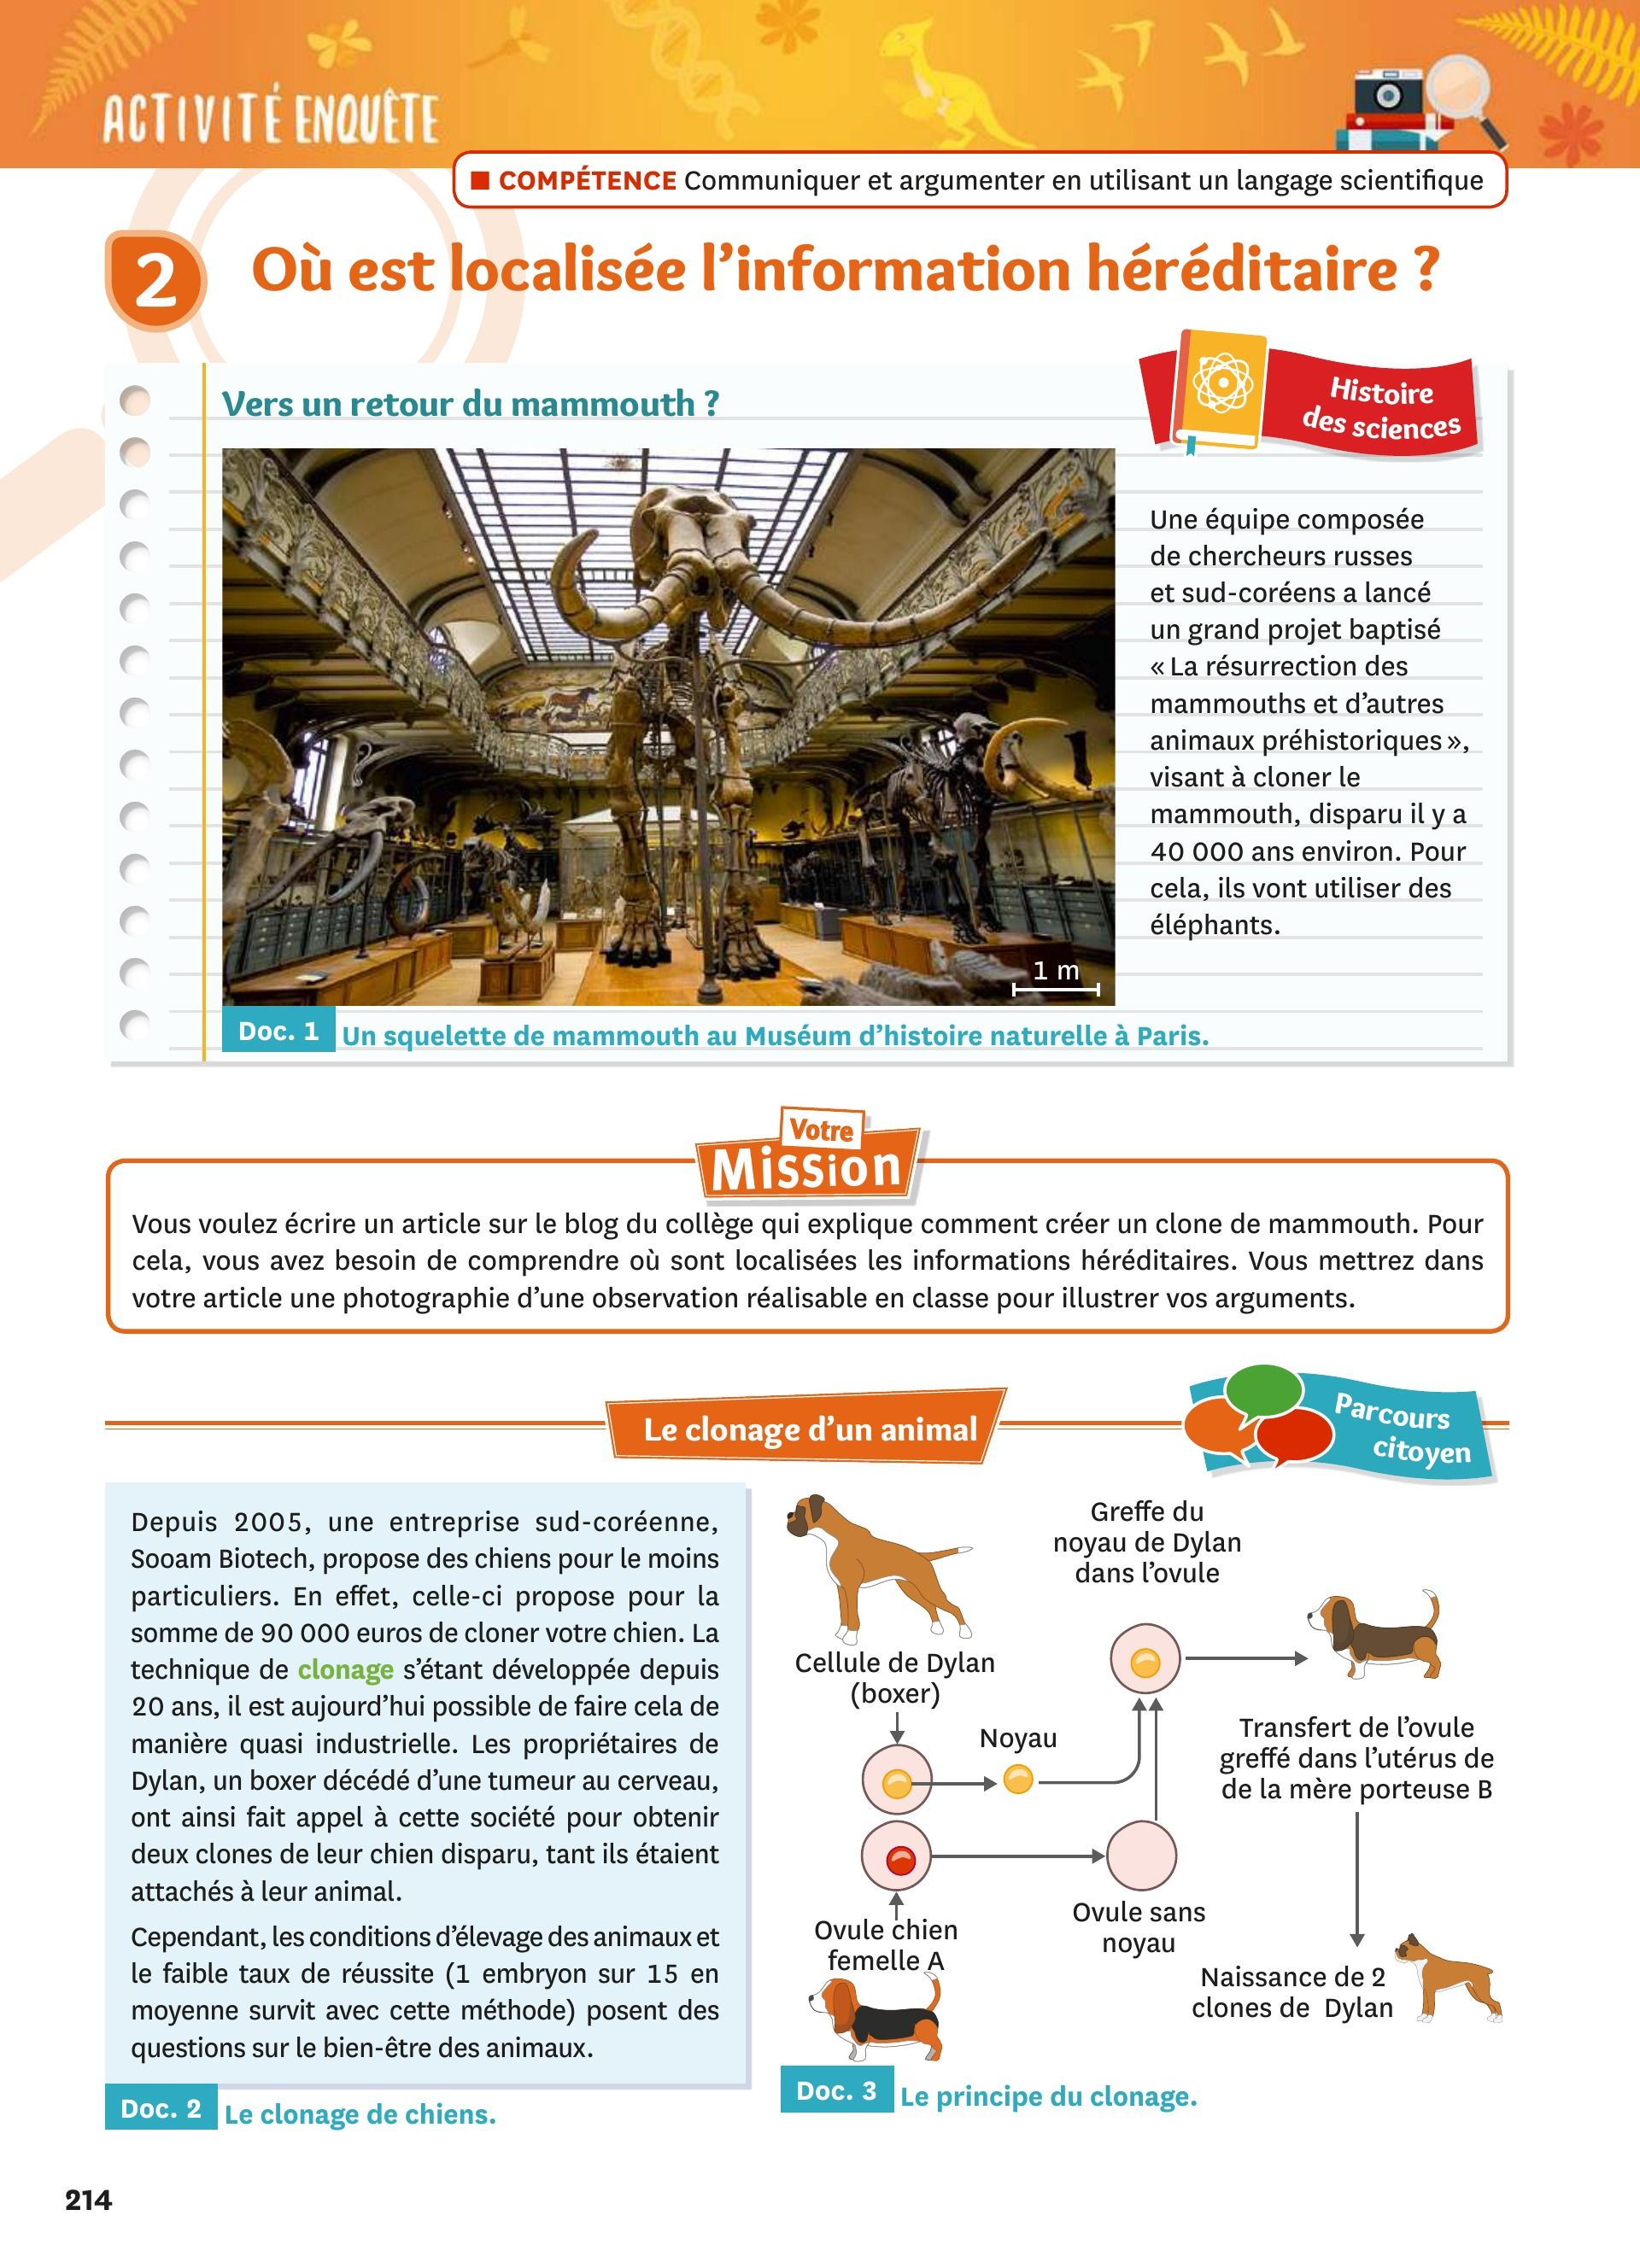 ACTIVITÉ ENQUÊTE
■ COMPÉTENCE Communiquer et argumenter en utilisant un langage scientifique
2
Où est localisée l’information héréditaire ?
Histoire
des sciences
Vers un retour du mammouth ?
Une équipe composée
de chercheurs russes
et sud-coréens a lancé
un grand projet baptisé
« La résurrection des
mammouths et d’autres
animaux préhistoriques »,
visant à cloner le
mammouth, disparu il y a
40 000 ans environ. Pour
cela, ils vont utiliser des
éléphants.
1 m
Doc. 1 Un squelette de mammouth au Muséum d’histoire naturelle à Paris.
Votre
Mission
Vous voulez écrire un article sur le blog du collège qui explique comment créer un clone de mammouth. Pour
cela, vous avez besoin de comprendre où sont localisées les informations héréditaires. Vous mettrez dans
votre article une photographie d’une observation réalisable en classe pour illustrer vos arguments.
Le clonage d’un animal
Parcours
citoyen
Depuis 2005, une entreprise sud-coréenne,
Sooam Biotech, propose des chiens pour le moins
particuliers. En effet, celle-ci propose pour la
somme de 90 000 euros de cloner votre chien. La
technique de clonage s’étant développée depuis
20 ans, il est aujourd’hui possible de faire cela de
manière quasi industrielle. Les propriétaires de
Dylan, un boxer décédé d’une tumeur au cerveau,
ont ainsi fait appel à cette société pour obtenir
deux clones de leur chien disparu, tant ils étaient
attachés à leur animal.
Cependant, les conditions d’élevage des animaux et
le faible taux de réussite (1 embryon sur 15 en
moyenne survit avec cette méthode) posent des
questions sur le bien-être des animaux.
Doc. 2 Le clonage de chiens.
Greffe du
noyau de Dylan
dans l’ovule
Cellule de Dylan
(boxer)
Noyau
Transfert de l’ovule
greffé dans l’utérus de
de la mère porteuse B
Ovule chien
femelle A
Ovule sans
noyau
Naissance de 2
clones de Dylan
Doc. 3 Le principe du clonage.
214